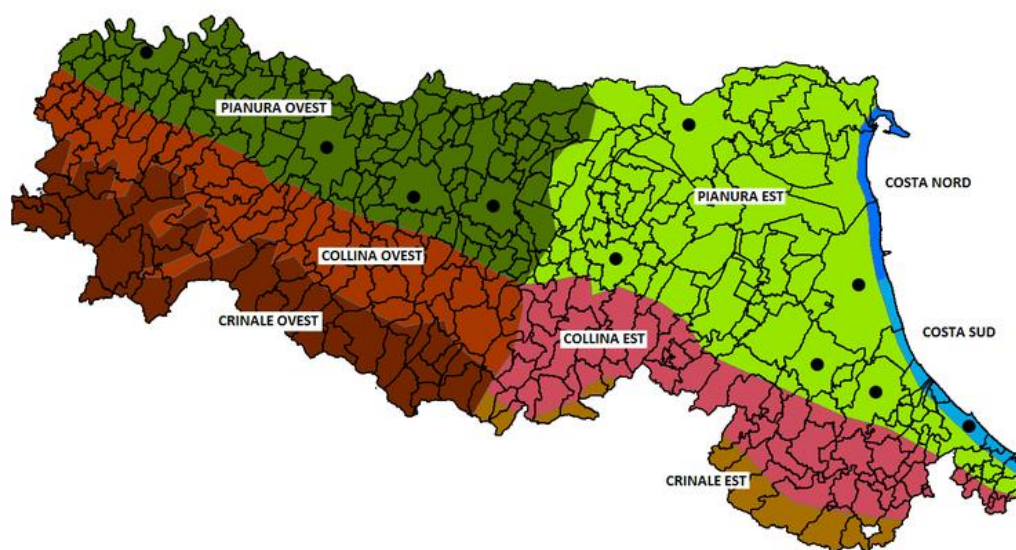 PIANURA OVEST
COSTA NORD
PIANURA EST
COLLINA OVEST
CRINALE OVEST
COSTA SUD
COLLINA EST
CRINALE EST